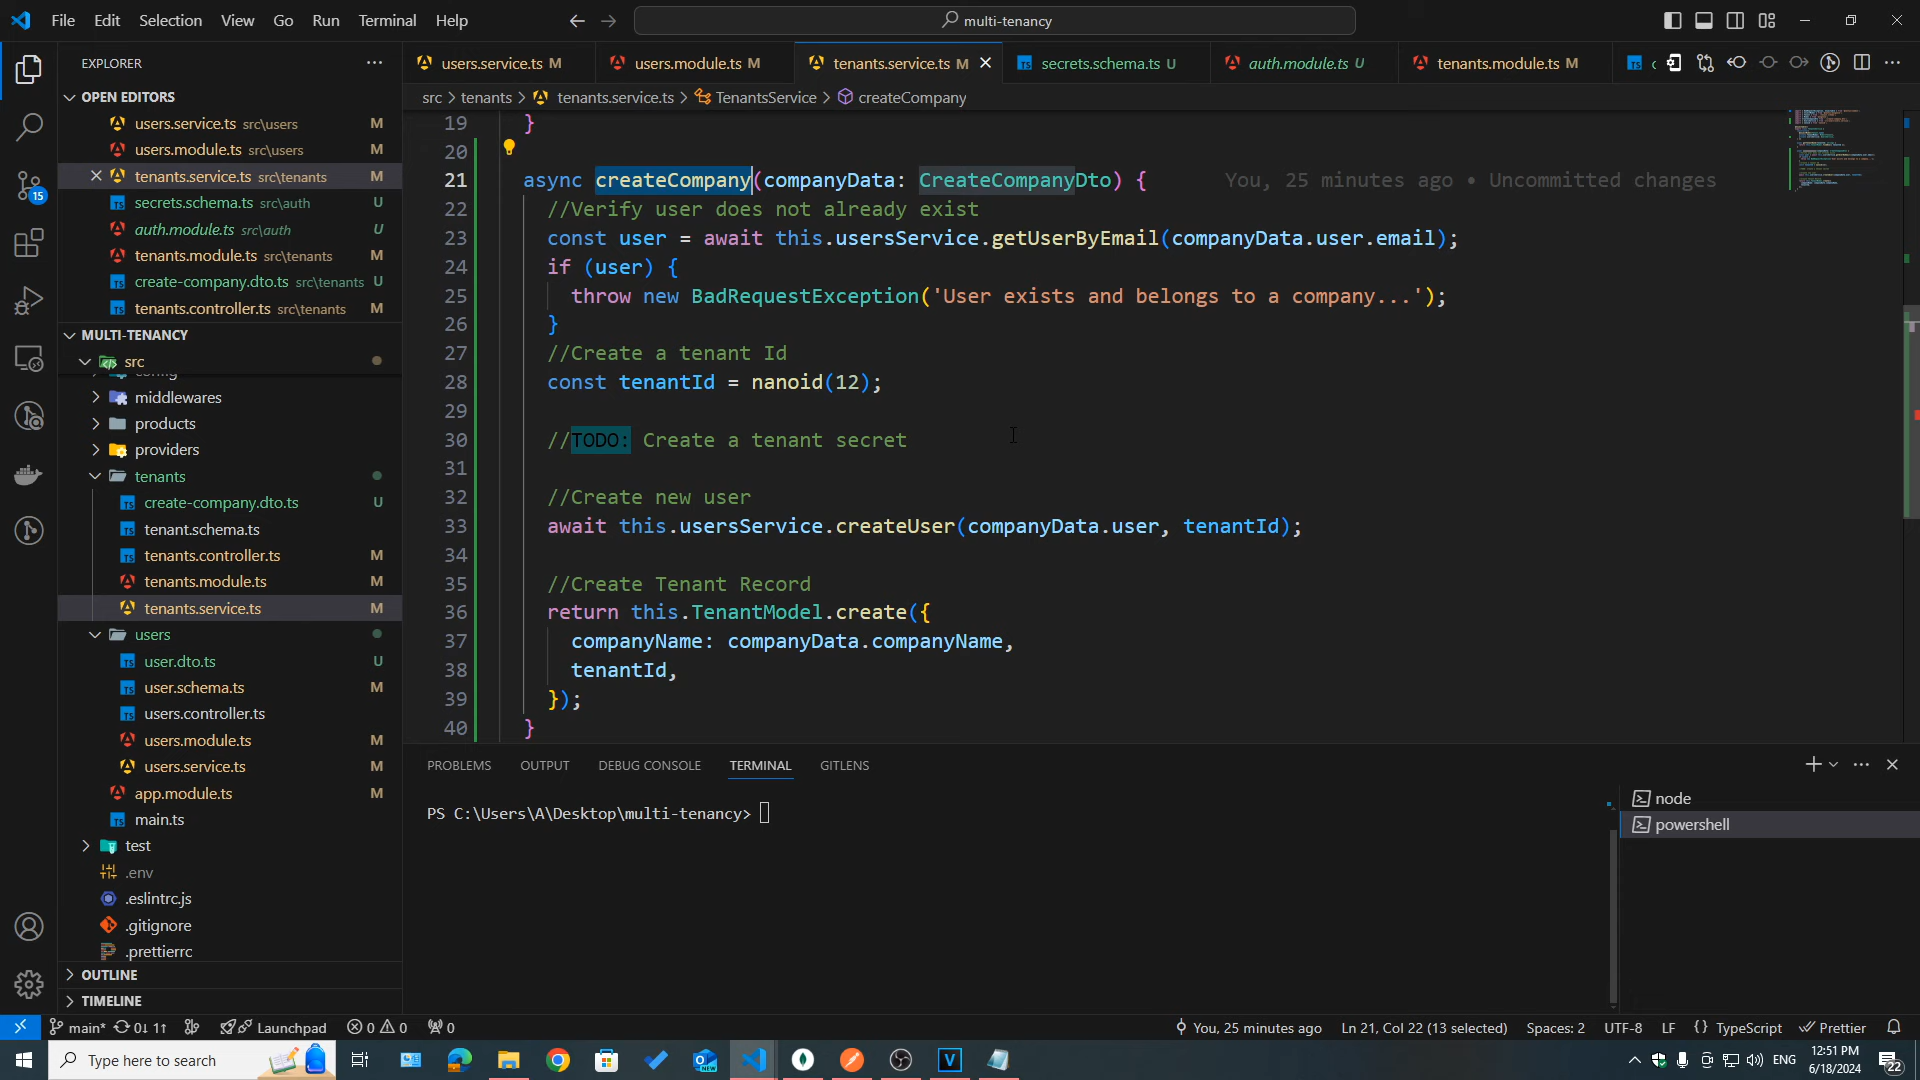 File Edit Selection View Go Run Terminal Help
multi-tenancy
EXPLORER
OPEN EDITORS
users.service.ts src\users M
users.module.ts src\users M
tenants.service.ts src\tenants M
secrets.schema.ts src\auth U
auth.module.ts src\auth U
tenants.module.ts src\tenants M
create-company.dto.ts src\tenants U
tenants.controller.ts src\tenants M
MULTI-TENANCY
src
config
middlewares
products
providers
tenants
create-company.dto.ts U
tenant.schema.ts
tenants.controller.ts M
tenants.module.ts M
tenants.service.ts M
users
user.dto.ts U
user.schema.ts M
users.controller.ts
users.module.ts M
users.service.ts M
app.module.ts M
main.ts
test
.env
.eslintrc.js
.gitignore
.prettierrc
OUTLINE
TIMELINE
15
users.service.ts M users.module.ts M tenants.service.ts M secrets.schema.ts U auth.module.ts U tenants.module.ts M c
src > tenants > tenants.service.ts > TenantsService > createCompany
19 }
20
21 async createCompany(companyData: CreateCompanyDto) { You, 25 minutes ago • Uncommitted changes
22 //Verify user does not already exist
23 const user = await this.usersService.getUserByEmail(companyData.user.email);
24 if (user) {
25 throw new BadRequestException('User exists and belongs to a company...');
26 }
27 //Create a tenant Id
28 const tenantId = nanoid(12);
29
30 //TODO: Create a tenant secret
31
32 //Create new user
33 await this.usersService.createUser(companyData.user, tenantId);
34
35 //Create Tenant Record
36 return this.TenantModel.create({
37 companyName: companyData.companyName,
38 tenantId,
39 });
40 }
PROBLEMS OUTPUT DEBUG CONSOLE TERMINAL GITLENS
PS C:\Users\A\Desktop\multi-tenancy>
node
powershell
main* 0↓ 1↑ Launchpad 0 0 0 You, 25 minutes ago Ln 21, Col 22 (13 selected) Spaces: 2 UTF-8 LF {} TypeScript Prettier
Type here to search
NEW
V
ENG
12:51 PM
6/18/2024
22